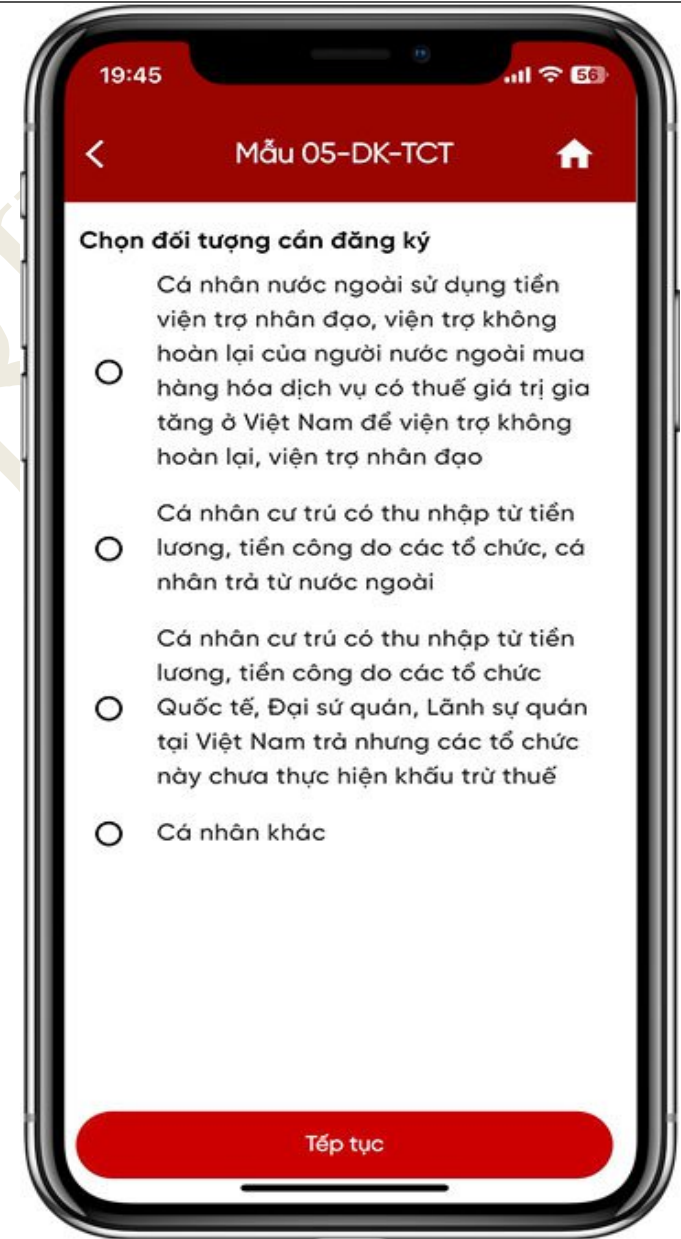 19:45
56
Mẫu 05-DK-TCT
Chọn đối tượng cần đăng ký
Cá nhân nước ngoài sử dụng tiền
viện trợ nhân đạo, viện trợ không
hoàn lại của người nước ngoài mua
hàng hóa dịch vụ có thuế giá trị gia
tăng ở Việt Nam để viện trợ không
hoàn lại, viện trợ nhân đạo
Cá nhân cư trú có thu nhập từ tiền
lương, tiền công do các tổ chức, cá
nhân trả từ nước ngoài
Cá nhân cư trú có thu nhập từ tiền
lương, tiền công do các tổ chức
Quốc tế, Đại sứ quán, Lãnh sự quán
tại Việt Nam trả nhưng các tổ chức
này chưa thực hiện khấu trừ thuế
Cá nhân khác
Tếp tục